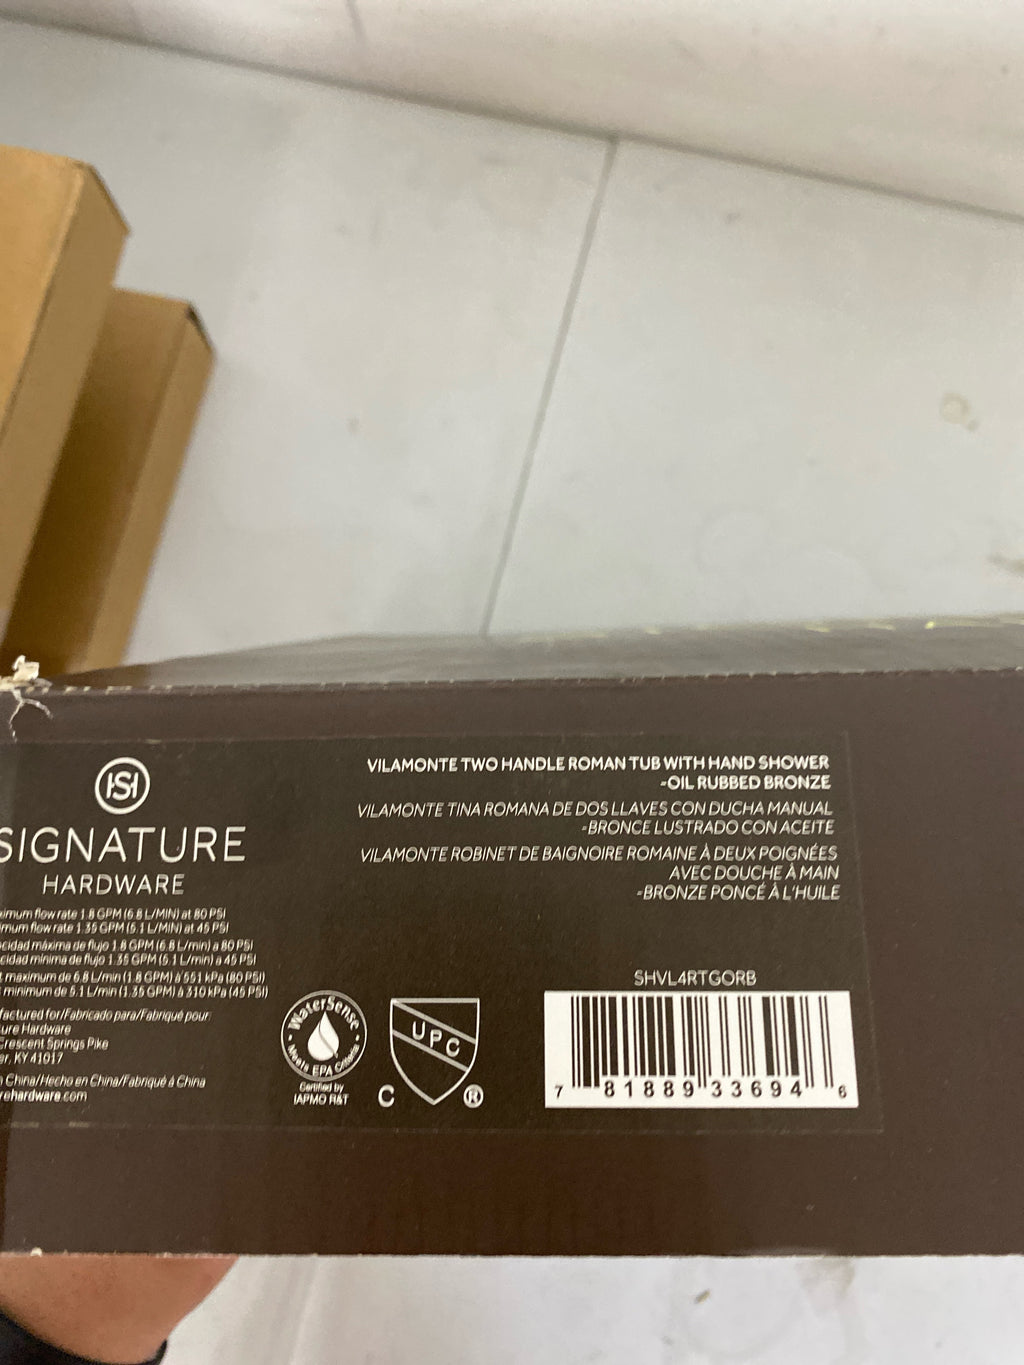 SIGNATURE
HARDWARE
flow rate 1.8 GPM (6.8 L/MIN) at 80 PSI
flow rate 1.35 GPM (5.1 L/MIN) at 45 PSI
máxima de flujo 1.8 GPM (6.8 L/min) a 80 PSI
mínima de flujo 1.35 GPM (5.1 L/min) a 45 PSI
maximum de 6.8 L/min (1.8 GPM) à 551 kPa (80 PSI)
minimum de 5.1 L/min (1.35 GPM) à 310 kPa (45 PSI)
for/Fabricado para/Fabriqué pour:
Hardware
Crescent Springs Pike
KY 41017
China/Hecho en China/Fabriqué à China
VILAMONTE TWO HANDLE ROMAN TUB WITH HAND SHOWER
-OIL RUBBED BRONZE
VILAMONTE TINA ROMANA DE DOS LLAVES CON DUCHA MANUAL
-BRONCE LUSTRADO CON ACEITE
VILAMONTE ROBINET DE BAIGNOIRE ROMAINE À DEUX POIGNÉES
AVEC DOUCHE À MAIN
-BRONZE PONCÉ À L'HUILE
WaterSense
Meets EPA Criteria
Certified by
IAPMO R&T
UPC
C ®
SHVL4RTGORB
7 81889 33694 6